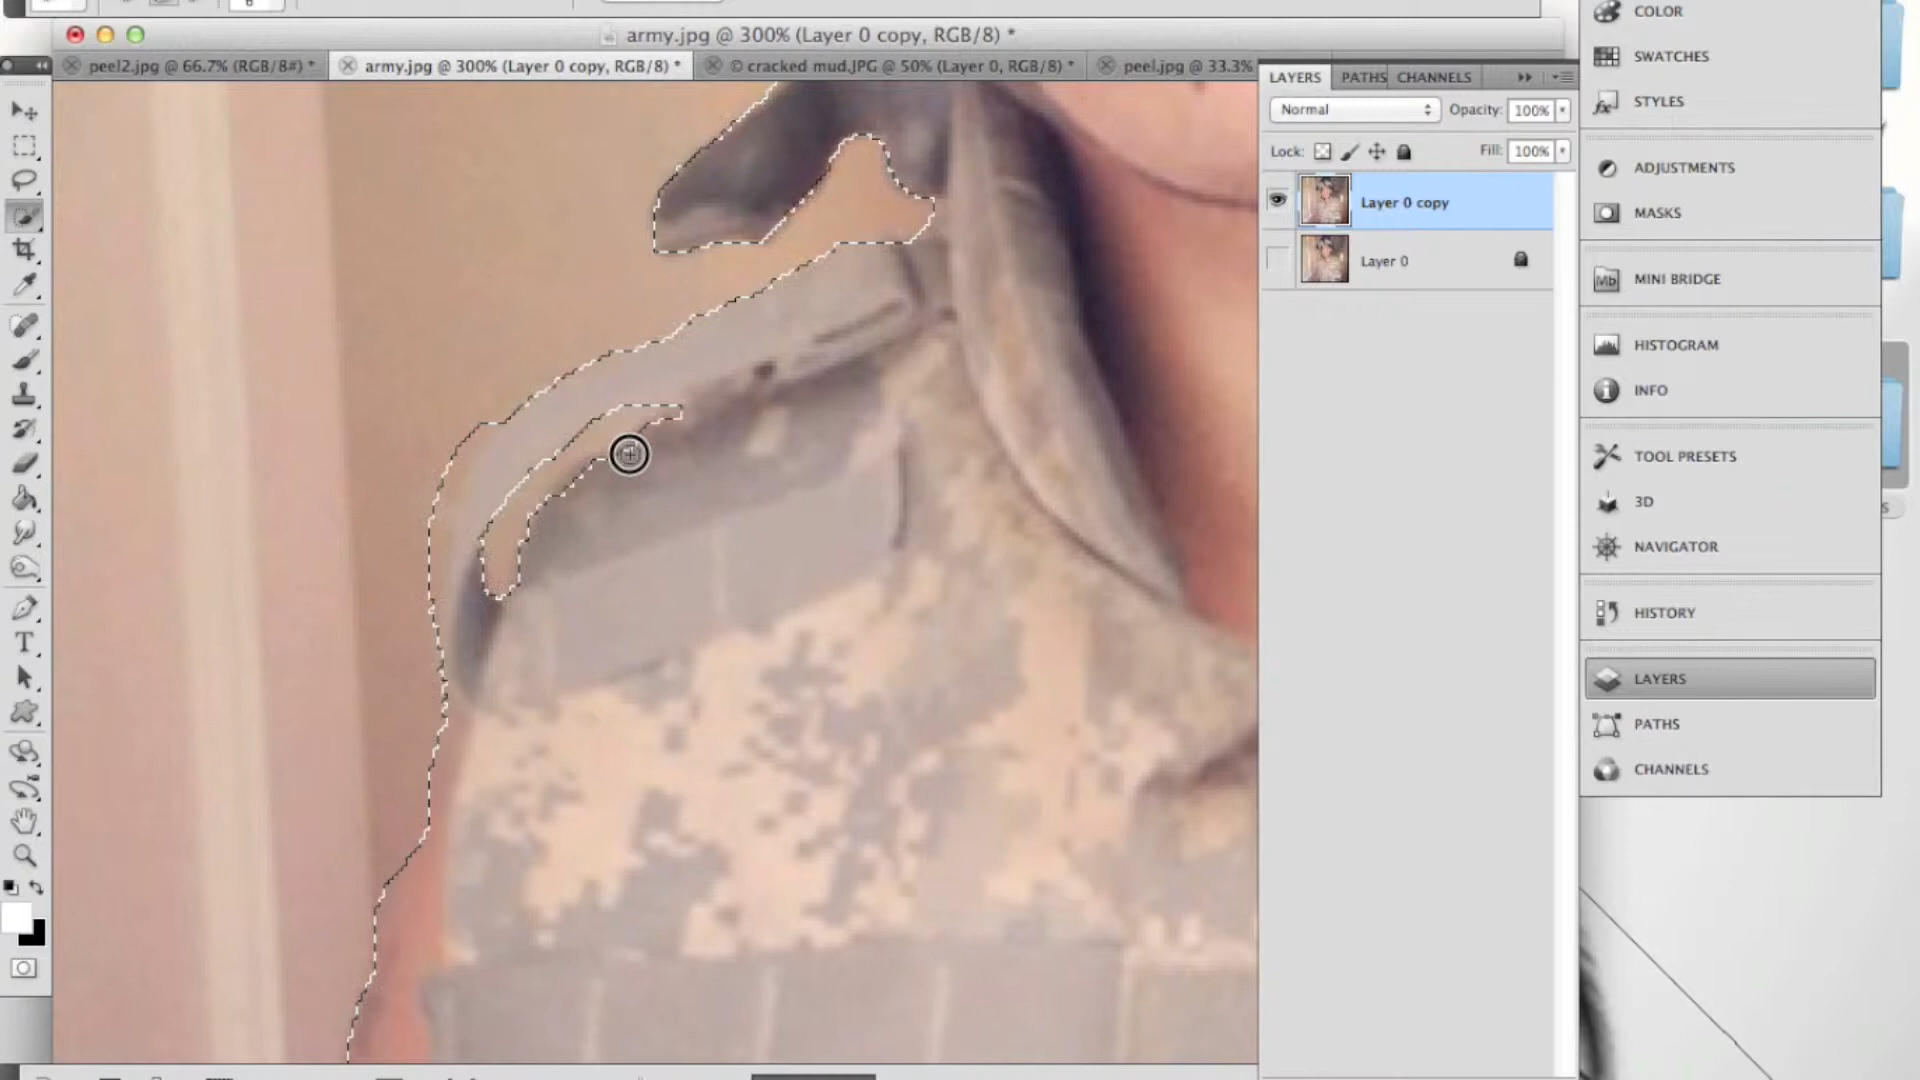 army.jpg @ 300% (Layer 0 copy, RGB/8) *
peel2.jpg @ 66.7% (RGB/8#) *
army.jpg @ 300% (Layer 0 copy, RGB/8) *
© cracked mud.JPG @ 50% (Layer 0, RGB/8) *
peel.jpg @ 33.3%
LAYERS PATHS CHANNELS
Normal Opacity: 100%
Lock: Fill: 100%
Layer 0 copy
Layer 0
COLOR
SWATCHES
STYLES
ADJUSTMENTS
MASKS
Mb MINI BRIDGE
HISTOGRAM
INFO
TOOL PRESETS
3D
NAVIGATOR
HISTORY
LAYERS
PATHS
CHANNELS